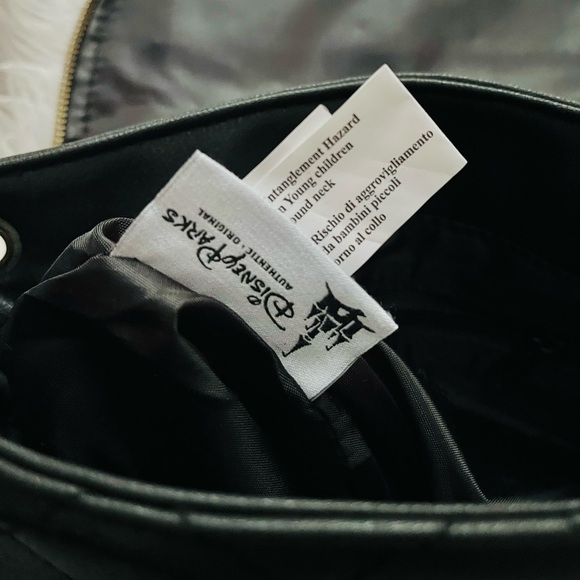 Disney Parks
AUTHENTIC • ORIGINAL
ntanglement Hazard
Young children
ound neck
Rischio di aggrovigliamento
da bambini piccoli
orno al collo